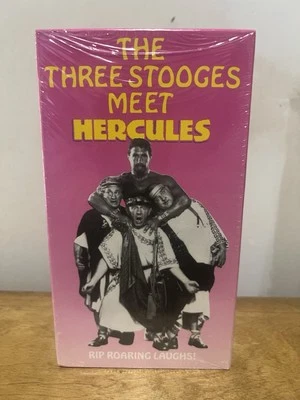 THE
THREE STOOGES
MEET
HERCULES
RIP ROARING LAUGHS!